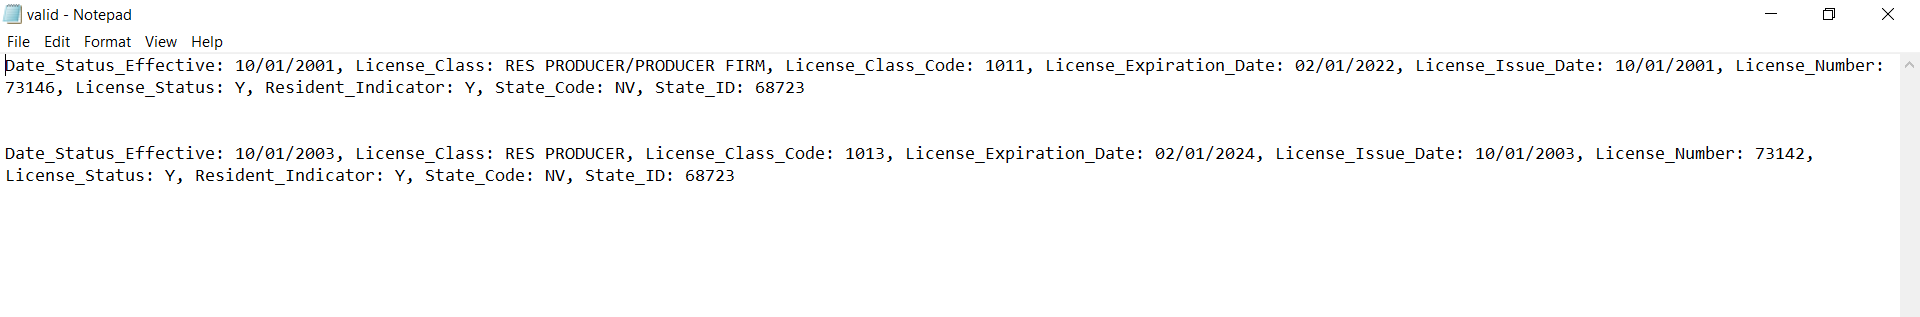 valid - Notepad
File Edit Format View Help
Date_Status_Effective: 10/01/2001, License_Class: RES PRODUCER/PRODUCER FIRM, License_Class_Code: 1011, License_Expiration_Date: 02/01/2022, License_Issue_Date: 10/01/2001, License_Number:
73146, License_Status: Y, Resident_Indicator: Y, State_Code: NV, State_ID: 68723
Date_Status_Effective: 10/01/2003, License_Class: RES PRODUCER, License_Class_Code: 1013, License_Expiration_Date: 02/01/2024, License_Issue_Date: 10/01/2003, License_Number: 73142,
License_Status: Y, Resident_Indicator: Y, State_Code: NV, State_ID: 68723